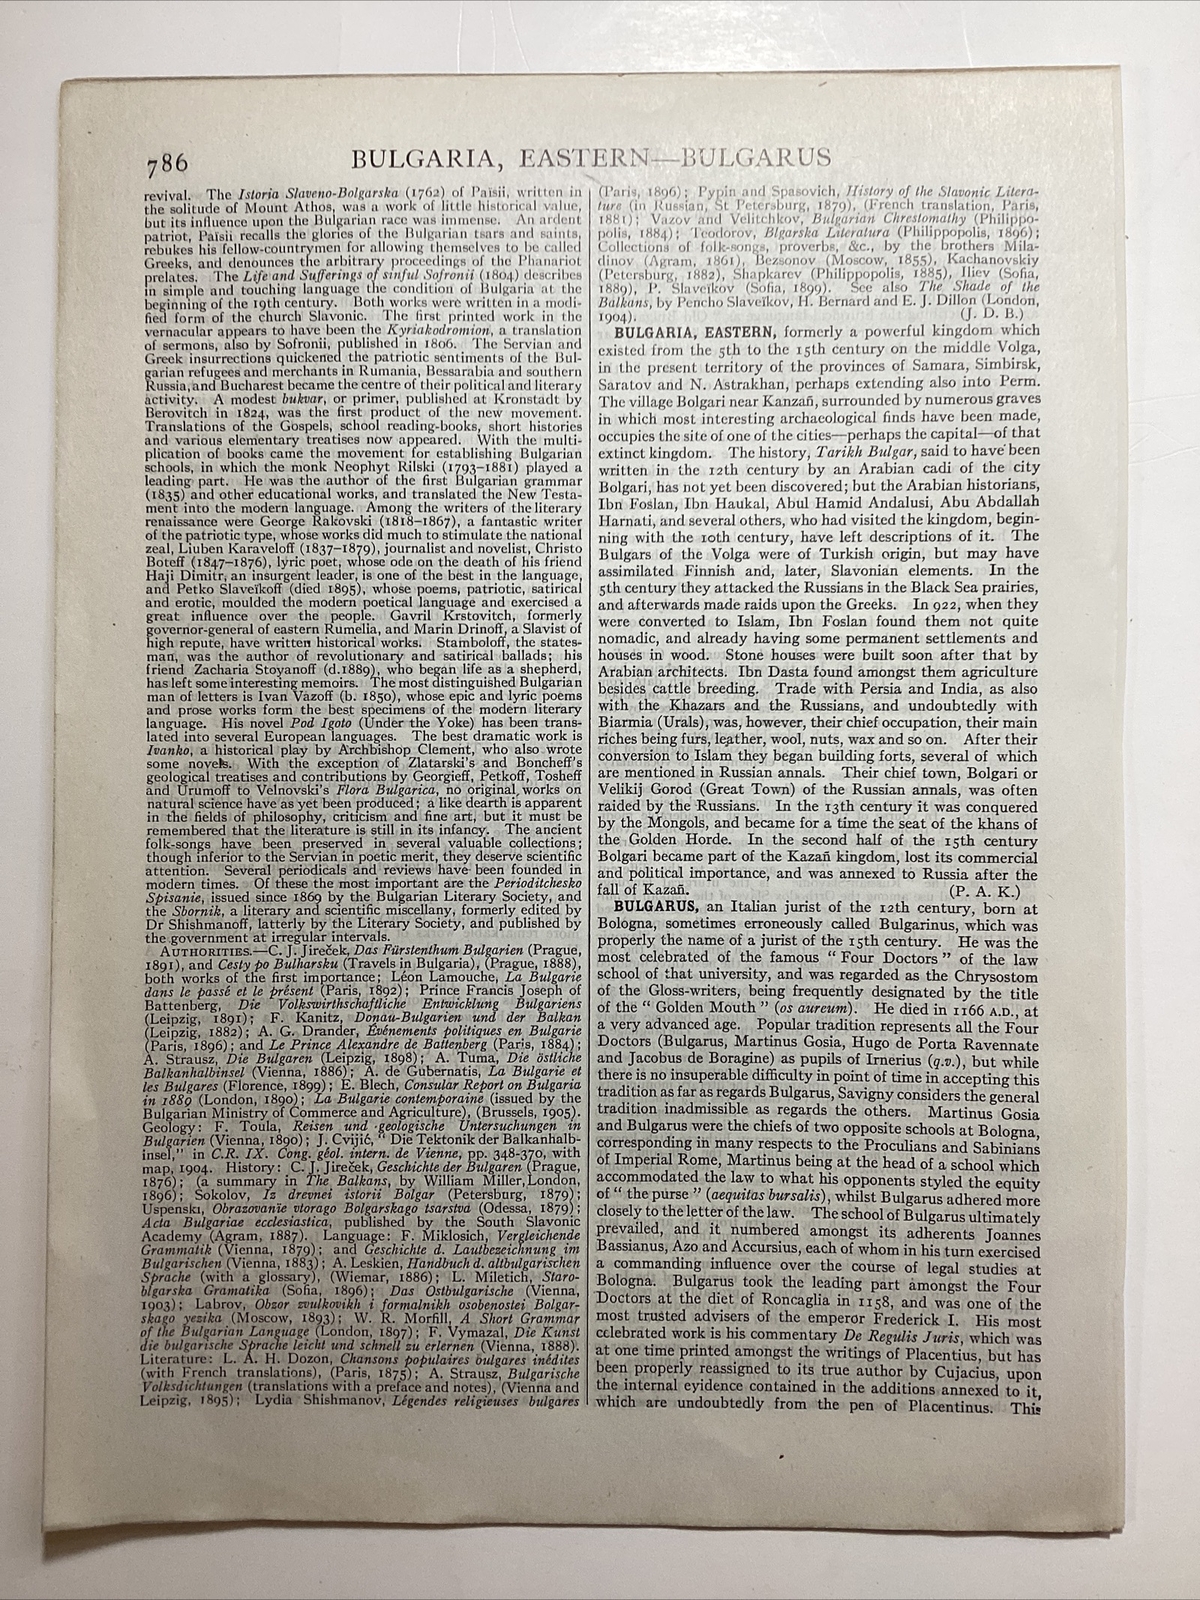 786
BULGARIA, EASTERN—BULGARUS
revival. The Istoria Slaveno-Bolgarska (1762) of Païsii, written in
the solitude of Mount Athos, was a work of little historical value,
but its influence upon the Bulgarian race was immense. An ardent
patriot, Païsii recalls the glories of the Bulgarian tsars and saints,
rebukes his fellow-countrymen for allowing themselves to be called
Greeks, and denounces the arbitrary proceedings of the Phanariot
prelates. The Life and Sufferings of sinful Sofronii (1804) describes
in simple and touching language the condition of Bulgaria at the
beginning of the 19th century. Both works were written in a modi-
fied form of the church Slavonic. The first printed work in the
vernacular appears to have been the Kyriakodromion, a translation
of sermons, also by Sofronii, published in 1806. The Servian and
Greek insurrections quickened the patriotic sentiments of the Bul-
garian refugees and merchants in Rumania, Bessarabia and southern
Russia, and Bucharest became the centre of their political and literary
activity. A modest bukvar, or primer, published at Kronstadt by
Berovitch in 1824, was the first product of the new movement.
Translations of the Gospels, school reading-books, short histories
and various elementary treatises now appeared. With the multi-
plication of books came the movement for establishing Bulgarian
schools, in which the monk Neophyt Rilski (1793–1881) played a
leading part. He was the author of the first Bulgarian grammar
(1835) and other educational works, and translated the New Testa-
ment into the modern language. Among the writers of the literary
renaissance were George Rakovski (1818–1867), a fantastic writer
of the patriotic type, whose works did much to stimulate the national
zeal, Liuben Karaveloff (1837–1879), journalist and novelist, Christo
Boteff (1847–1876), lyric poet, whose ode on the death of his friend
Haji Dimitr, an insurgent leader, is one of the best in the language,
and Petko Slaveïkoff (died 1895), whose poems, patriotic, satirical
and erotic, moulded the modern poetical language and exercised a
great influence over the people. Gavril Krstovitch, formerly
governor-general of eastern Rumelia, and Marin Drinoff, a Slavist of
high repute, have written historical works. Stamboloff, the states-
man, was the author of revolutionary and satirical ballads; his
friend Zacharia Stoyanoff (d. 1889), who began life as a shepherd,
has left some interesting memoirs. The most distinguished Bulgarian
man of letters is Ivan Vazoff (b. 1850), whose epic and lyric poems
and prose works form the best specimens of the modern literary
language. His novel Pod Igoto (Under the Yoke) has been trans-
lated into several European languages. The best dramatic work is
Ivanko, a historical play by Archbishop Clement, who also wrote
some novels. With the exception of Zlatarski's and Boncheff's
geological treatises and contributions by Georgieff, Petkoff, Tosheff
and Urumoff to Velnovski's Flora Bulgarica, no original works on
natural science have as yet been produced; a like dearth is apparent
in the fields of philosophy, criticism and fine art, but it must be
remembered that the literature is still in its infancy. The ancient
folk-songs have been preserved in several valuable collections;
though inferior to the Servian in poetic merit, they deserve scientific
attention. Several periodicals and reviews have been founded in
modern times. Of these the most important are the Perioditchesko
Spisanie, issued since 1869 by the Bulgarian Literary Society, and
the Sbornik, a literary and scientific miscellany, formerly edited by
Dr Shishmanoff, latterly by the Literary Society, and published by
the government at irregular intervals.
AUTHORITIES.—C. J. Jireček, Das Fürstenthum Bulgarien (Prague,
1891), and Cesty po Bulharsku (Travels in Bulgaria), (Prague, 1888),
both works of the first importance; Léon Lamouche, La Bulgarie
dans le passé et le présent (Paris, 1892); Prince Francis Joseph of
Battenberg, Die Volkswirthschaftliche Entwicklung Bulgariens
(Leipzig, 1891); F. Kanitz, Donau-Bulgarien und der Balkan
(Leipzig, 1882); A. G. Drander, Événements politiques en Bulgarie
(Paris, 1896); and Le Prince Alexandre de Battenberg (Paris, 1884);
A. Strausz, Die Bulgaren (Leipzig, 1898); A. Tuma, Die östliche
Balkanhalbinsel (Vienna, 1886); A. de Gubernatis, La Bulgarie et
les Bulgares (Florence, 1899); E. Blech, Consular Report on Bulgaria
in 1889 (London, 1890); La Bulgarie contemporaine (issued by the
Bulgarian Ministry of Commerce and Agriculture), (Brussels, 1905).
Geology: F. Toula, Reisen und geologische Untersuchungen in
Bulgarien (Vienna, 1890); J. Cvijić, " Die Tektonik der Balkanhalb-
insel," in C.R. IX. Cong. géol. intern. de Vienne, pp. 348-370, with
map, 1904. History: C. J. Jireček, Geschichte der Bulgaren (Prague,
1876); (a summary in The Balkans, by William Miller, London,
1896); Sokolov, Iz drevnei istorii Bolgar (Petersburg, 1879);
Uspenski, Obrazovanie vtorago Bolgarskago tsarstva (Odessa, 1879);
Acta Bulgariae ecclesiastica, published by the South Slavonic
Academy (Agram, 1887). Language: F. Miklosich, Vergleichende
Grammatik (Vienna, 1879); and Geschichte d. Lautbezeichnung im
Bulgarischen (Vienna, 1883); A. Leskien, Handbuch d. altbulgarischen
Sprache (with a glossary), (Wiemar, 1886); L. Miletich, Staro-
blgarska Gramatika (Sofia, 1896); Das Ostbulgarische (Vienna,
1903); Labrov, Obzor zvulkovikh i formalnikh osobenostei Bolgar-
skago yezika (Moscow, 1893); W. R. Morfill, A Short Grammar
of the Bulgarian Language (London, 1897); F. Vymazal, Die Kunst
die bulgarische Sprache leicht und schnell zu erlernen (Vienna, 1888).
Literature: L. A. H. Dozon, Chansons populaires bulgares inédites
(with French translations), (Paris, 1875); A. Strausz, Bulgarische
Volksdichtungen (translations with a preface and notes), (Vienna and
Leipzig, 1895); Lydia Shishmanov, Légendes religieuses bulgares
(Paris, 1896); Pypin and Spasovich, History of the Slavonic Litera-
ture (in Russian, St Petersburg, 1879), (French translation, Paris,
1881); Vazov and Velitchkov, Bulgarian Chrestomathy (Philippo-
polis, 1884); Teodorov, Blgarska Literatura (Philippopolis, 1896);
Collections of folk-songs, proverbs, &c., by the brothers Mila-
dinov (Agram, 1861), Bezsonov (Moscow, 1855), Kachanovskiy
(Petersburg, 1882), Shapkarev (Philippopolis, 1885), Iliev (Sofia,
1889), P. Slaveïkov (Sofia, 1899). See also The Shade of the
Balkans, by Pencho Slaveïkov, H. Bernard and E. J. Dillon (London,
1904). (J. D. B.)
BULGARIA, EASTERN, formerly a powerful kingdom which
existed from the 5th to the 15th century on the middle Volga,
in the present territory of the provinces of Samara, Simbirsk,
Saratov and N. Astrakhan, perhaps extending also into Perm.
The village Bolgari near Kazañ, surrounded by numerous graves
in which most interesting archaeological finds have been made,
occupies the site of one of the cities—perhaps the capital—of that
extinct kingdom. The history, Tarikh Bulgar, said to have been
written in the 12th century by an Arabian cadi of the city
Bolgari, has not yet been discovered; but the Arabian historians,
Ibn Foslan, Ibn Haukal, Abul Hamid Andalusi, Abu Abdallah
Harnati, and several others, who had visited the kingdom, begin-
ning with the 10th century, have left descriptions of it. The
Bulgars of the Volga were of Turkish origin, but may have
assimilated Finnish and, later, Slavonian elements. In the
5th century they attacked the Russians in the Black Sea prairies,
and afterwards made raids upon the Greeks. In 922, when they
were converted to Islam, Ibn Foslan found them not quite
nomadic, and already having some permanent settlements and
houses in wood. Stone houses were built soon after that by
Arabian architects. Ibn Dasta found amongst them agriculture
besides cattle breeding. Trade with Persia and India, as also
with the Khazars and the Russians, and undoubtedly with
Biarmia (Urals), was, however, their chief occupation, their main
riches being furs, leather, wool, nuts, wax and so on. After their
conversion to Islam they began building forts, several of which
are mentioned in Russian annals. Their chief town, Bolgari or
Velikij Gorod (Great Town) of the Russian annals, was often
raided by the Russians. In the 13th century it was conquered
by the Mongols, and became for a time the seat of the khans of
the Golden Horde. In the second half of the 15th century
Bolgari became part of the Kazañ kingdom, lost its commercial
and political importance, and was annexed to Russia after the
fall of Kazañ. (P. A. K.)
BULGARUS, an Italian jurist of the 12th century, born at
Bologna, sometimes erroneously called Bulgarinus, which was
properly the name of a jurist of the 15th century. He was the
most celebrated of the famous " Four Doctors " of the law
school of that university, and was regarded as the Chrysostom
of the Gloss-writers, being frequently designated by the title
of the " Golden Mouth " (os aureum). He died in 1166 A.D., at
a very advanced age. Popular tradition represents all the Four
Doctors (Bulgarus, Martinus Gosia, Hugo de Porta Ravennate
and Jacobus de Boragine) as pupils of Irnerius (q.v.), but while
there is no insuperable difficulty in point of time in accepting this
tradition as far as regards Bulgarus, Savigny considers the general
tradition inadmissible as regards the others. Martinus Gosia
and Bulgarus were the chiefs of two opposite schools at Bologna,
corresponding in many respects to the Proculians and Sabinians
of Imperial Rome, Martinus being at the head of a school which
accommodated the law to what his opponents styled the equity
of " the purse " (aequitas bursalis), whilst Bulgarus adhered more
closely to the letter of the law. The school of Bulgarus ultimately
prevailed, and it numbered amongst its adherents Joannes
Bassianus, Azo and Accursius, each of whom in his turn exercised
a commanding influence over the course of legal studies at
Bologna. Bulgarus took the leading part amongst the Four
Doctors at the diet of Roncaglia in 1158, and was one of the
most trusted advisers of the emperor Frederick I. His most
celebrated work is his commentary De Regulis Juris, which was
at one time printed amongst the writings of Placentius, but has
been properly reassigned to its true author by Cujacius, upon
the internal evidence contained in the additions annexed to it,
which are undoubtedly from the pen of Placentinus. This